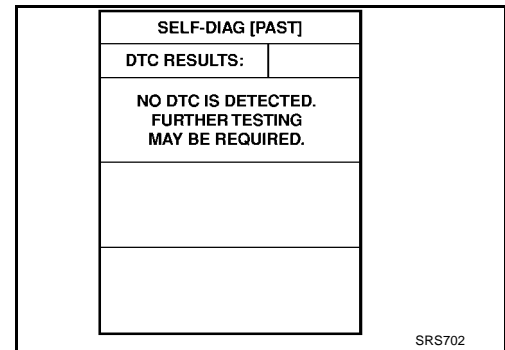 SELF-DIAG [PAST]
DTC RESULTS:
NO DTC IS DETECTED.
FURTHER TESTING
MAY BE REQUIRED.
SRS702